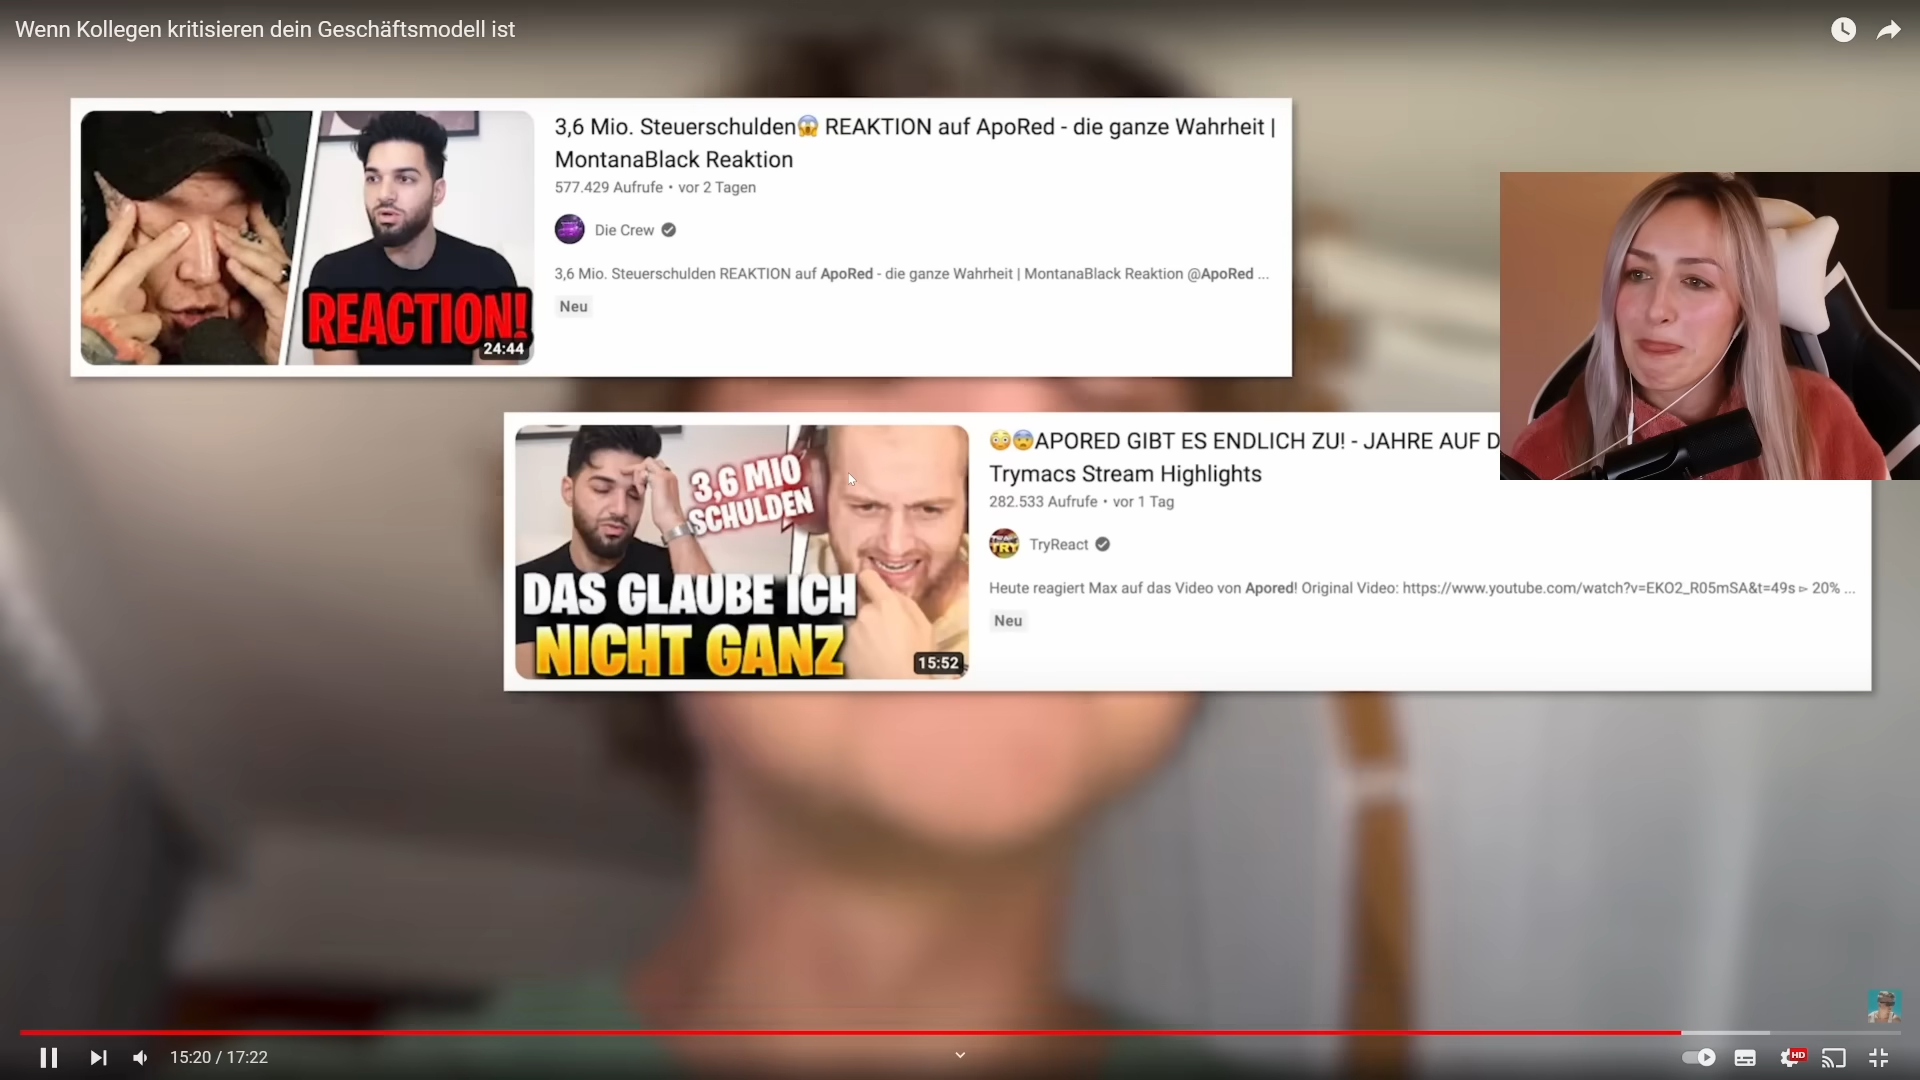 Wenn Kollegen kritisieren dein Geschäftsmodell ist
3,6 Mio. Steuerschulden😱 REAKTION auf ApoRed - die ganze Wahrheit |
MontanaBlack Reaktion
577.429 Aufrufe • vor 2 Tagen
Die Crew
3,6 Mio. Steuerschulden REAKTION auf ApoRed - die ganze Wahrheit | MontanaBlack Reaktion @ApoRed ...
Neu
REACTION!
24:44
😳😨APORED GIBT ES ENDLICH ZU! - JAHRE AUF D
Trymacs Stream Highlights
282.533 Aufrufe • vor 1 Tag
TRY
TryReact
Heute reagiert Max auf das Video von Apored! Original Video: https://www.youtube.com/watch?v=EKO2_R05mSA&t=49s ▻ 20% ...
Neu
3,6 MIO
SCHULDEN
DAS GLAUBE ICH
NICHT GANZ
15:52
15:20 / 17:22
HD